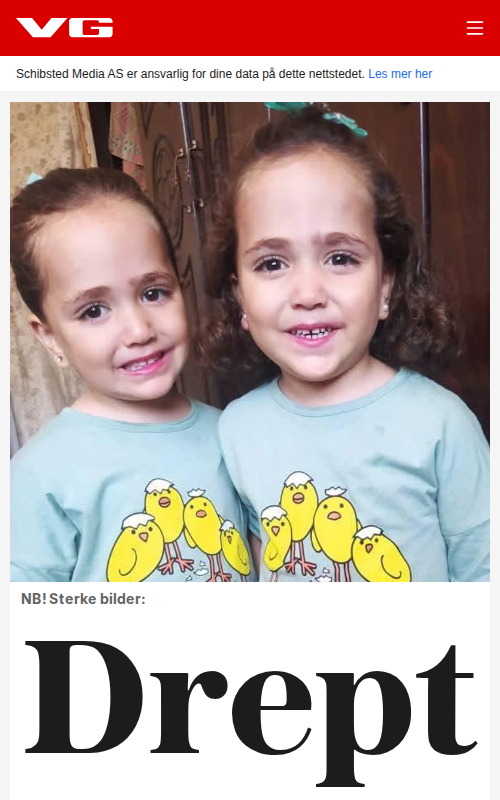 VG
Schibsted Media AS er ansvarlig for dine data på dette nettstedet. Les mer her
NB! Sterke bilder:
Drept